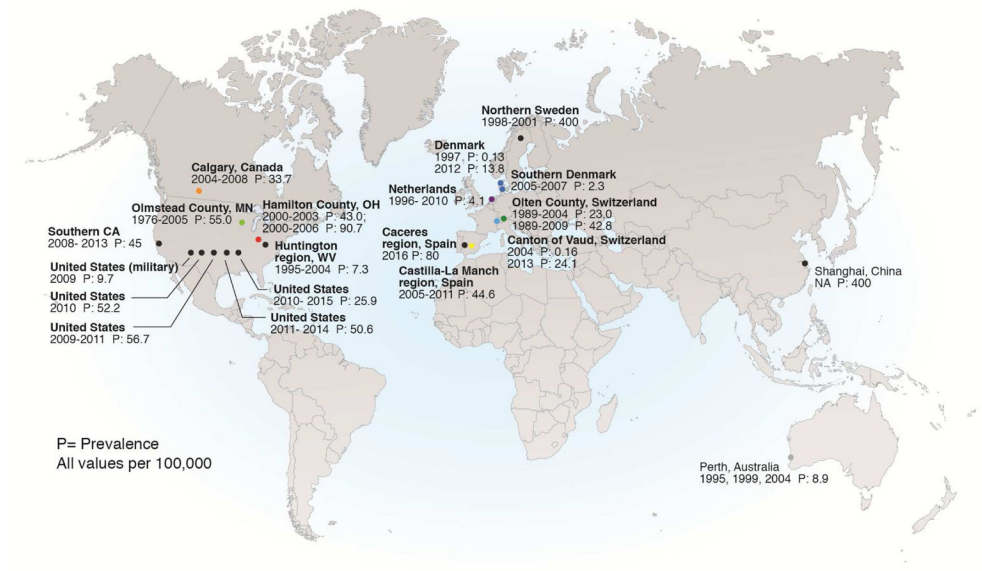 Northern Sweden
1998-2001 P: 400
Denmark
1997, P: 0.13
2012 P: 13.8
Southern Denmark
2005-2007 P: 2.3
Netherlands
1996- 2010 P: 4.1
Olten County, Switzerland
1989-2004 P: 23.0
1989-2009 P: 42.8
Canton of Vaud, Switzerland
2004 P: 0.16
2013 P: 24.1
Caceres
region, Spain
2016 P: 80
Castilla-La Manch
region, Spain
2005-2011 P: 44.6
Calgary, Canada
2004-2008 P: 33.7
Olmstead County, MN
1976-2005 P: 55.0
Hamilton County, OH
2000-2003 P: 43.0;
2000-2006 P: 90.7
Southern CA
2008- 2013 P: 45
Huntington
region, WV
1995-2004 P: 7.3
United States (military)
2009 P: 9.7
United States
2010 P: 52.2
United States
2009-2011 P: 56.7
United States
2010- 2015 P: 25.9
United States
2011- 2014 P: 50.6
Shanghai, China
NA P: 400
Perth, Australia
1995, 1999, 2004 P: 8.9
P= Prevalence
All values per 100,000